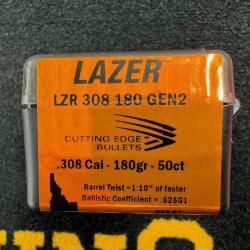 LAZER
LZR 308 180 GEN2
CUTTING EDGE
BULLETS
.308 Cal - 180gr - 50ct
Barrel Twist =1:10" of faster
Ballistic Coefficient = .525G1